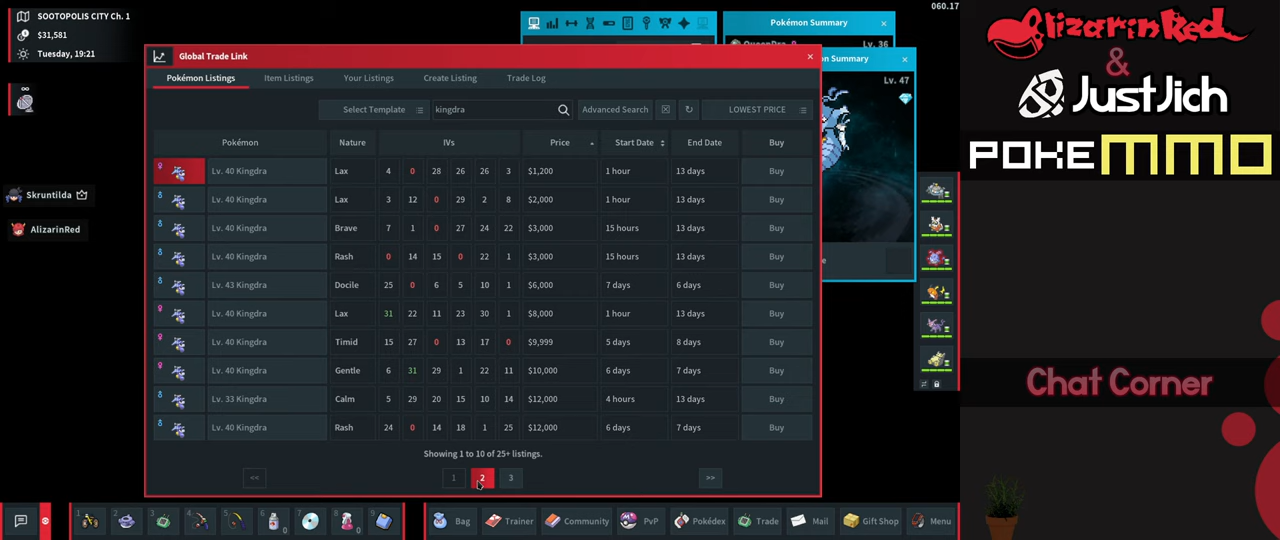 SOOTOPOLIS CITY Ch. 1
$31,581
Tuesday, 19:21
∞
Skruntilda
AlizarinRed
Pokémon Summary
Lv. 36
Lv. 47
060.17
Global Trade Link
Pokémon Listings Item Listings Your Listings Create Listing Trade Log
Select Template kingdra Advanced Search LOWEST PRICE
Pokémon Nature IVs Price Start Date End Date Buy
Lv. 40 Kingdra Lax 4 0 28 26 26 3 $1,200 1 hour 13 days Buy
Lv. 40 Kingdra Lax 3 12 0 29 2 8 $2,000 1 hour 13 days Buy
Lv. 40 Kingdra Brave 7 1 0 27 24 22 $3,000 15 hours 13 days Buy
Lv. 40 Kingdra Rash 0 14 15 0 22 1 $3,000 15 hours 13 days Buy
Lv. 43 Kingdra Docile 25 0 6 5 10 1 $6,000 7 days 6 days Buy
Lv. 40 Kingdra Lax 31 22 11 23 30 1 $8,000 1 hour 13 days Buy
Lv. 40 Kingdra Timid 15 27 0 13 17 0 $9,999 5 days 8 days Buy
Lv. 40 Kingdra Gentle 6 31 29 1 22 11 $10,000 6 days 7 days Buy
Lv. 33 Kingdra Calm 5 29 20 15 10 14 $12,000 4 hours 13 days Buy
Lv. 40 Kingdra Rash 24 0 14 18 1 25 $12,000 6 days 7 days Buy
Showing 1 to 10 of 25+ listings.
<< 1 2 3 >>
1 2 3 4 5 6 0 7 8 0 9
Bag Trainer Community PvP Pokédex Trade Mail Gift Shop Menu
AlizarinRed
&
JustJich
POKEMMO
Chat Corner